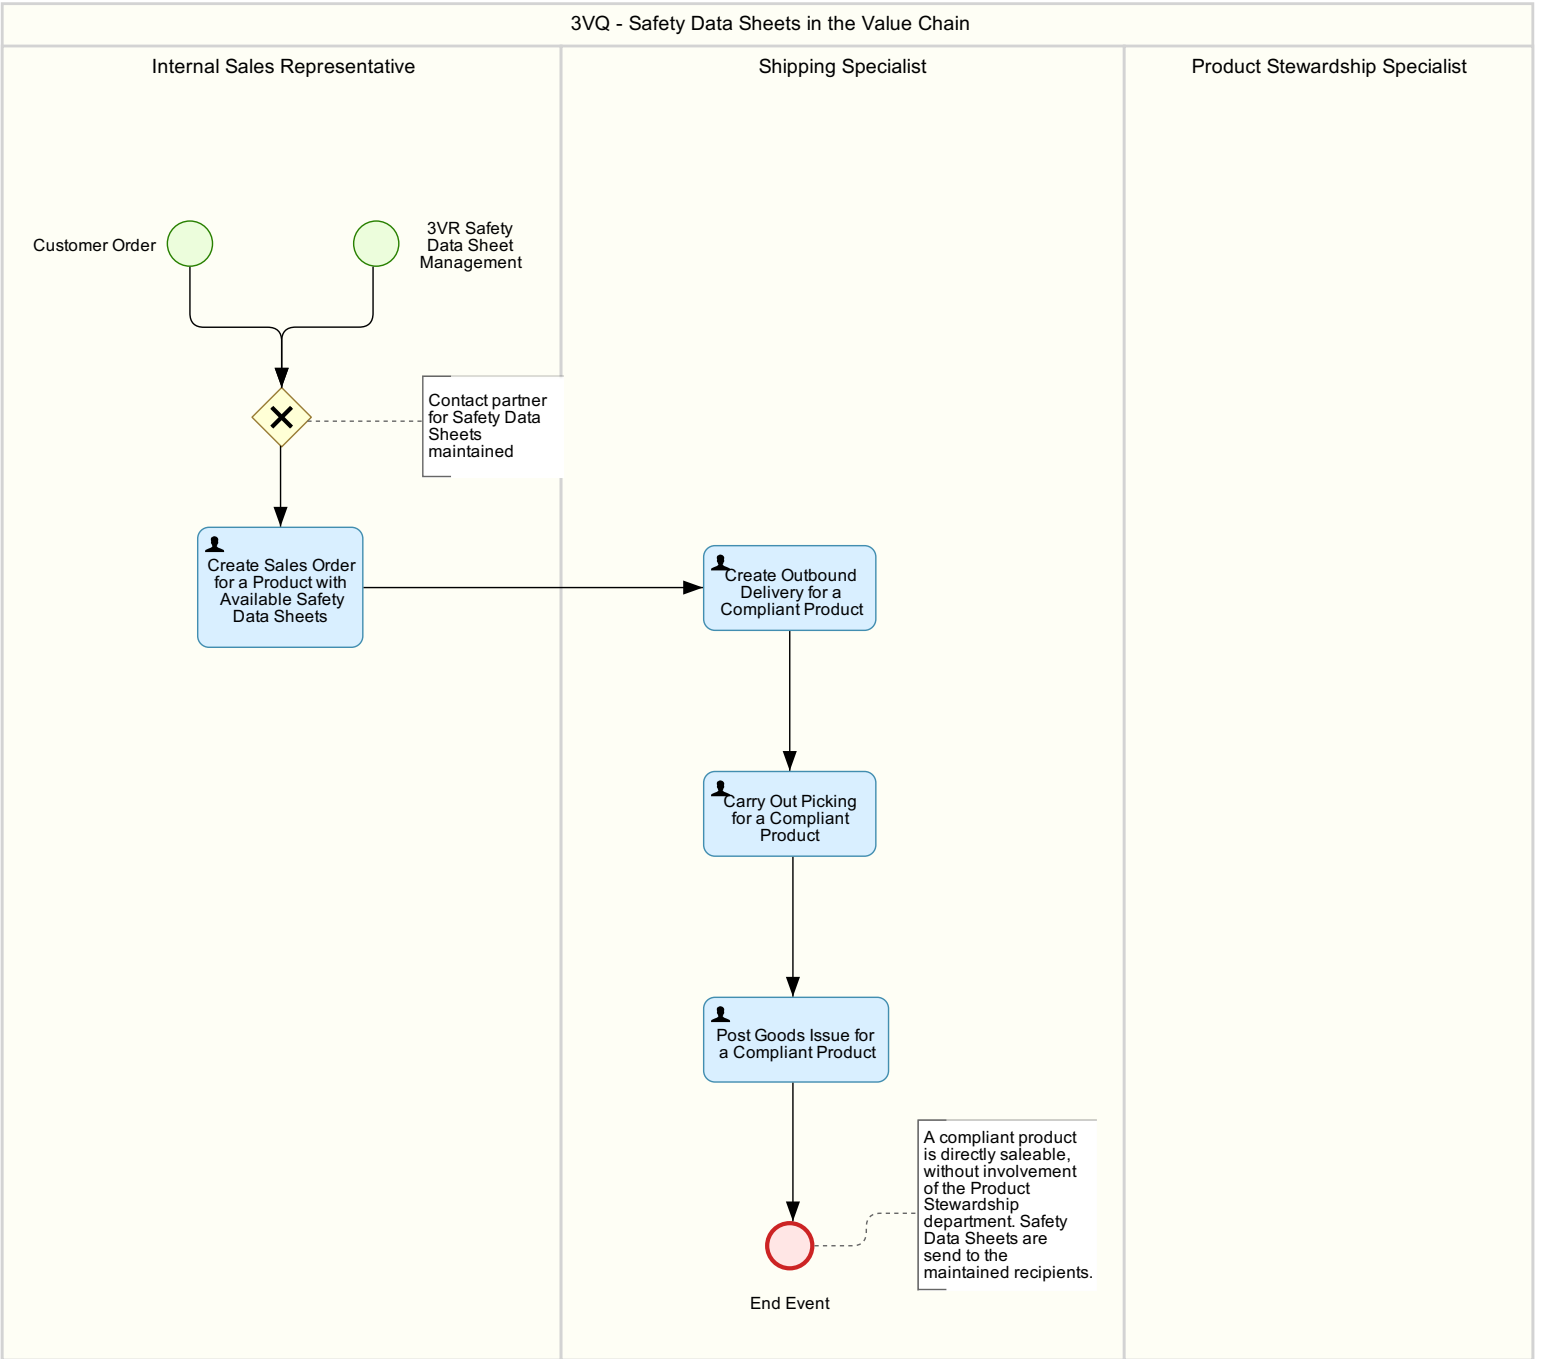 3VQ - Safety Data Sheets in the Value Chain
Internal Sales Representative
Shipping Specialist
Product Stewardship Specialist
Customer Order
3VR Safety
Data Sheet
Management
Contact partner
for Safety Data
Sheets
maintained
Create Sales Order
for a Product with
Available Safety
Data Sheets
Create Outbound
Delivery for a
Compliant Product
Carry Out Picking
for a Compliant
Product
Post Goods Issue for
a Compliant Product
A compliant product
is directly saleable,
without involvement
of the Product
Stewardship
department. Safety
Data Sheets are
send to the
maintained recipients.
End Event